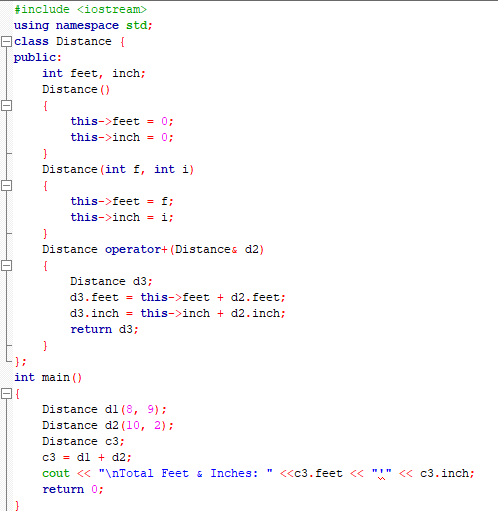 #include <iostream>
using namespace std;
class Distance {
public:
    int feet, inch;
    Distance()
    {
        this->feet = 0;
        this->inch = 0;
    }
    Distance(int f, int i)
    {
        this->feet = f;
        this->inch = i;
    }
    Distance operator+(Distance& d2)
    {
        Distance d3;
        d3.feet = this->feet + d2.feet;
        d3.inch = this->inch + d2.inch;
        return d3;
    }
};
int main()
{
    Distance d1(8, 9);
    Distance d2(10, 2);
    Distance c3;
    c3 = d1 + d2;
    cout << "\nTotal Feet & Inches: " <<c3.feet << "'" << c3.inch;
    return 0;
}